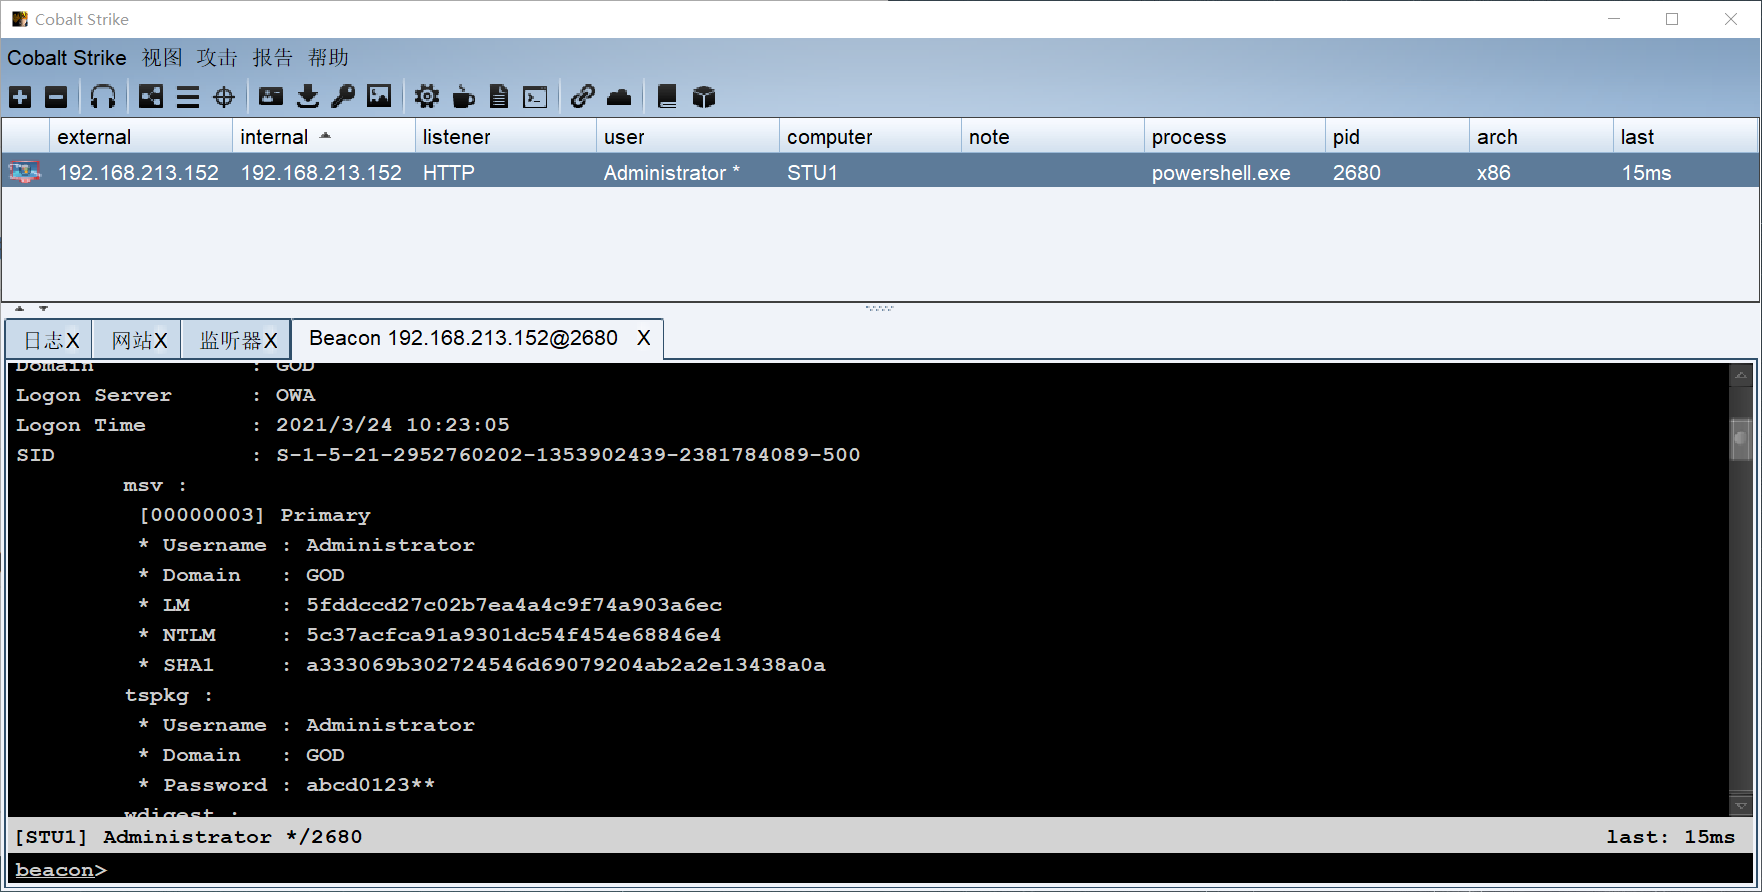 Cobalt Strike
Cobalt Strike 视图 攻击 报告 帮助
external internal listener user computer note process pid arch last
192.168.213.152 192.168.213.152 HTTP Administrator * STU1 powershell.exe 2680 x86 15ms
日志X 网站X 监听器X Beacon 192.168.213.152@2680 X
Domain : GOD
Logon Server : OWA
Logon Time : 2021/3/24 10:23:05
SID : S-1-5-21-2952760202-1353902439-2381784089-500
msv :
[00000003] Primary
* Username : Administrator
* Domain : GOD
* LM : 5fddccd27c02b7ea4a4c9f74a903a6ec
* NTLM : 5c37acfca91a9301dc54f454e68846e4
* SHA1 : a333069b302724546d69079204ab2a2e13438a0a
tspkg :
* Username : Administrator
* Domain : GOD
* Password : abcd0123**
wdigest :
[STU1] Administrator */2680 last: 15ms
beacon>